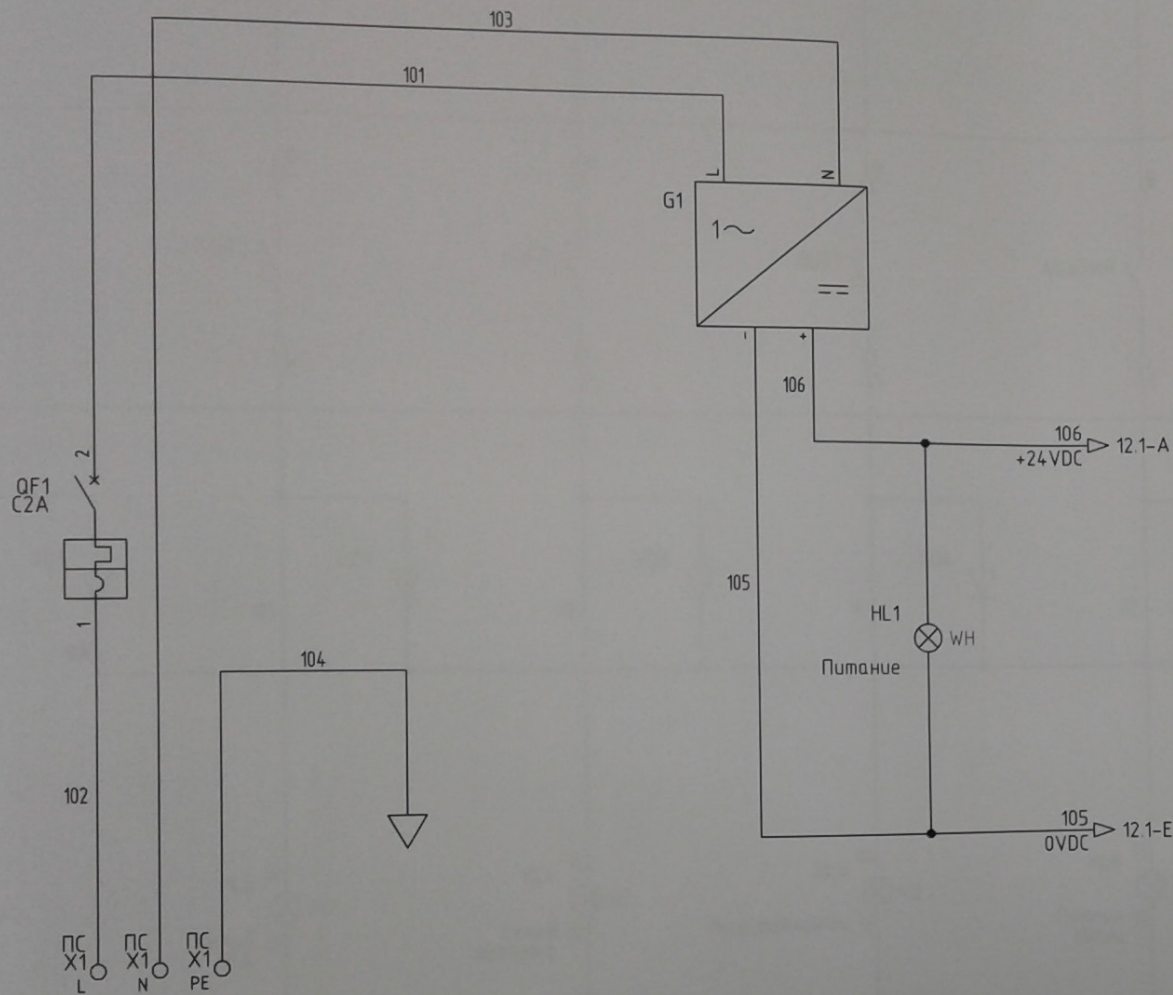 103
101
L
N
G1
1~
-
+
106
106
+24VDC
12.1-A
2
QF1
C2A
105
HL1
WH
Питание
1
104
102
105
0VDC
12.1-E
ПС
X1
L
ПС
X1
N
ПС
X1
PE